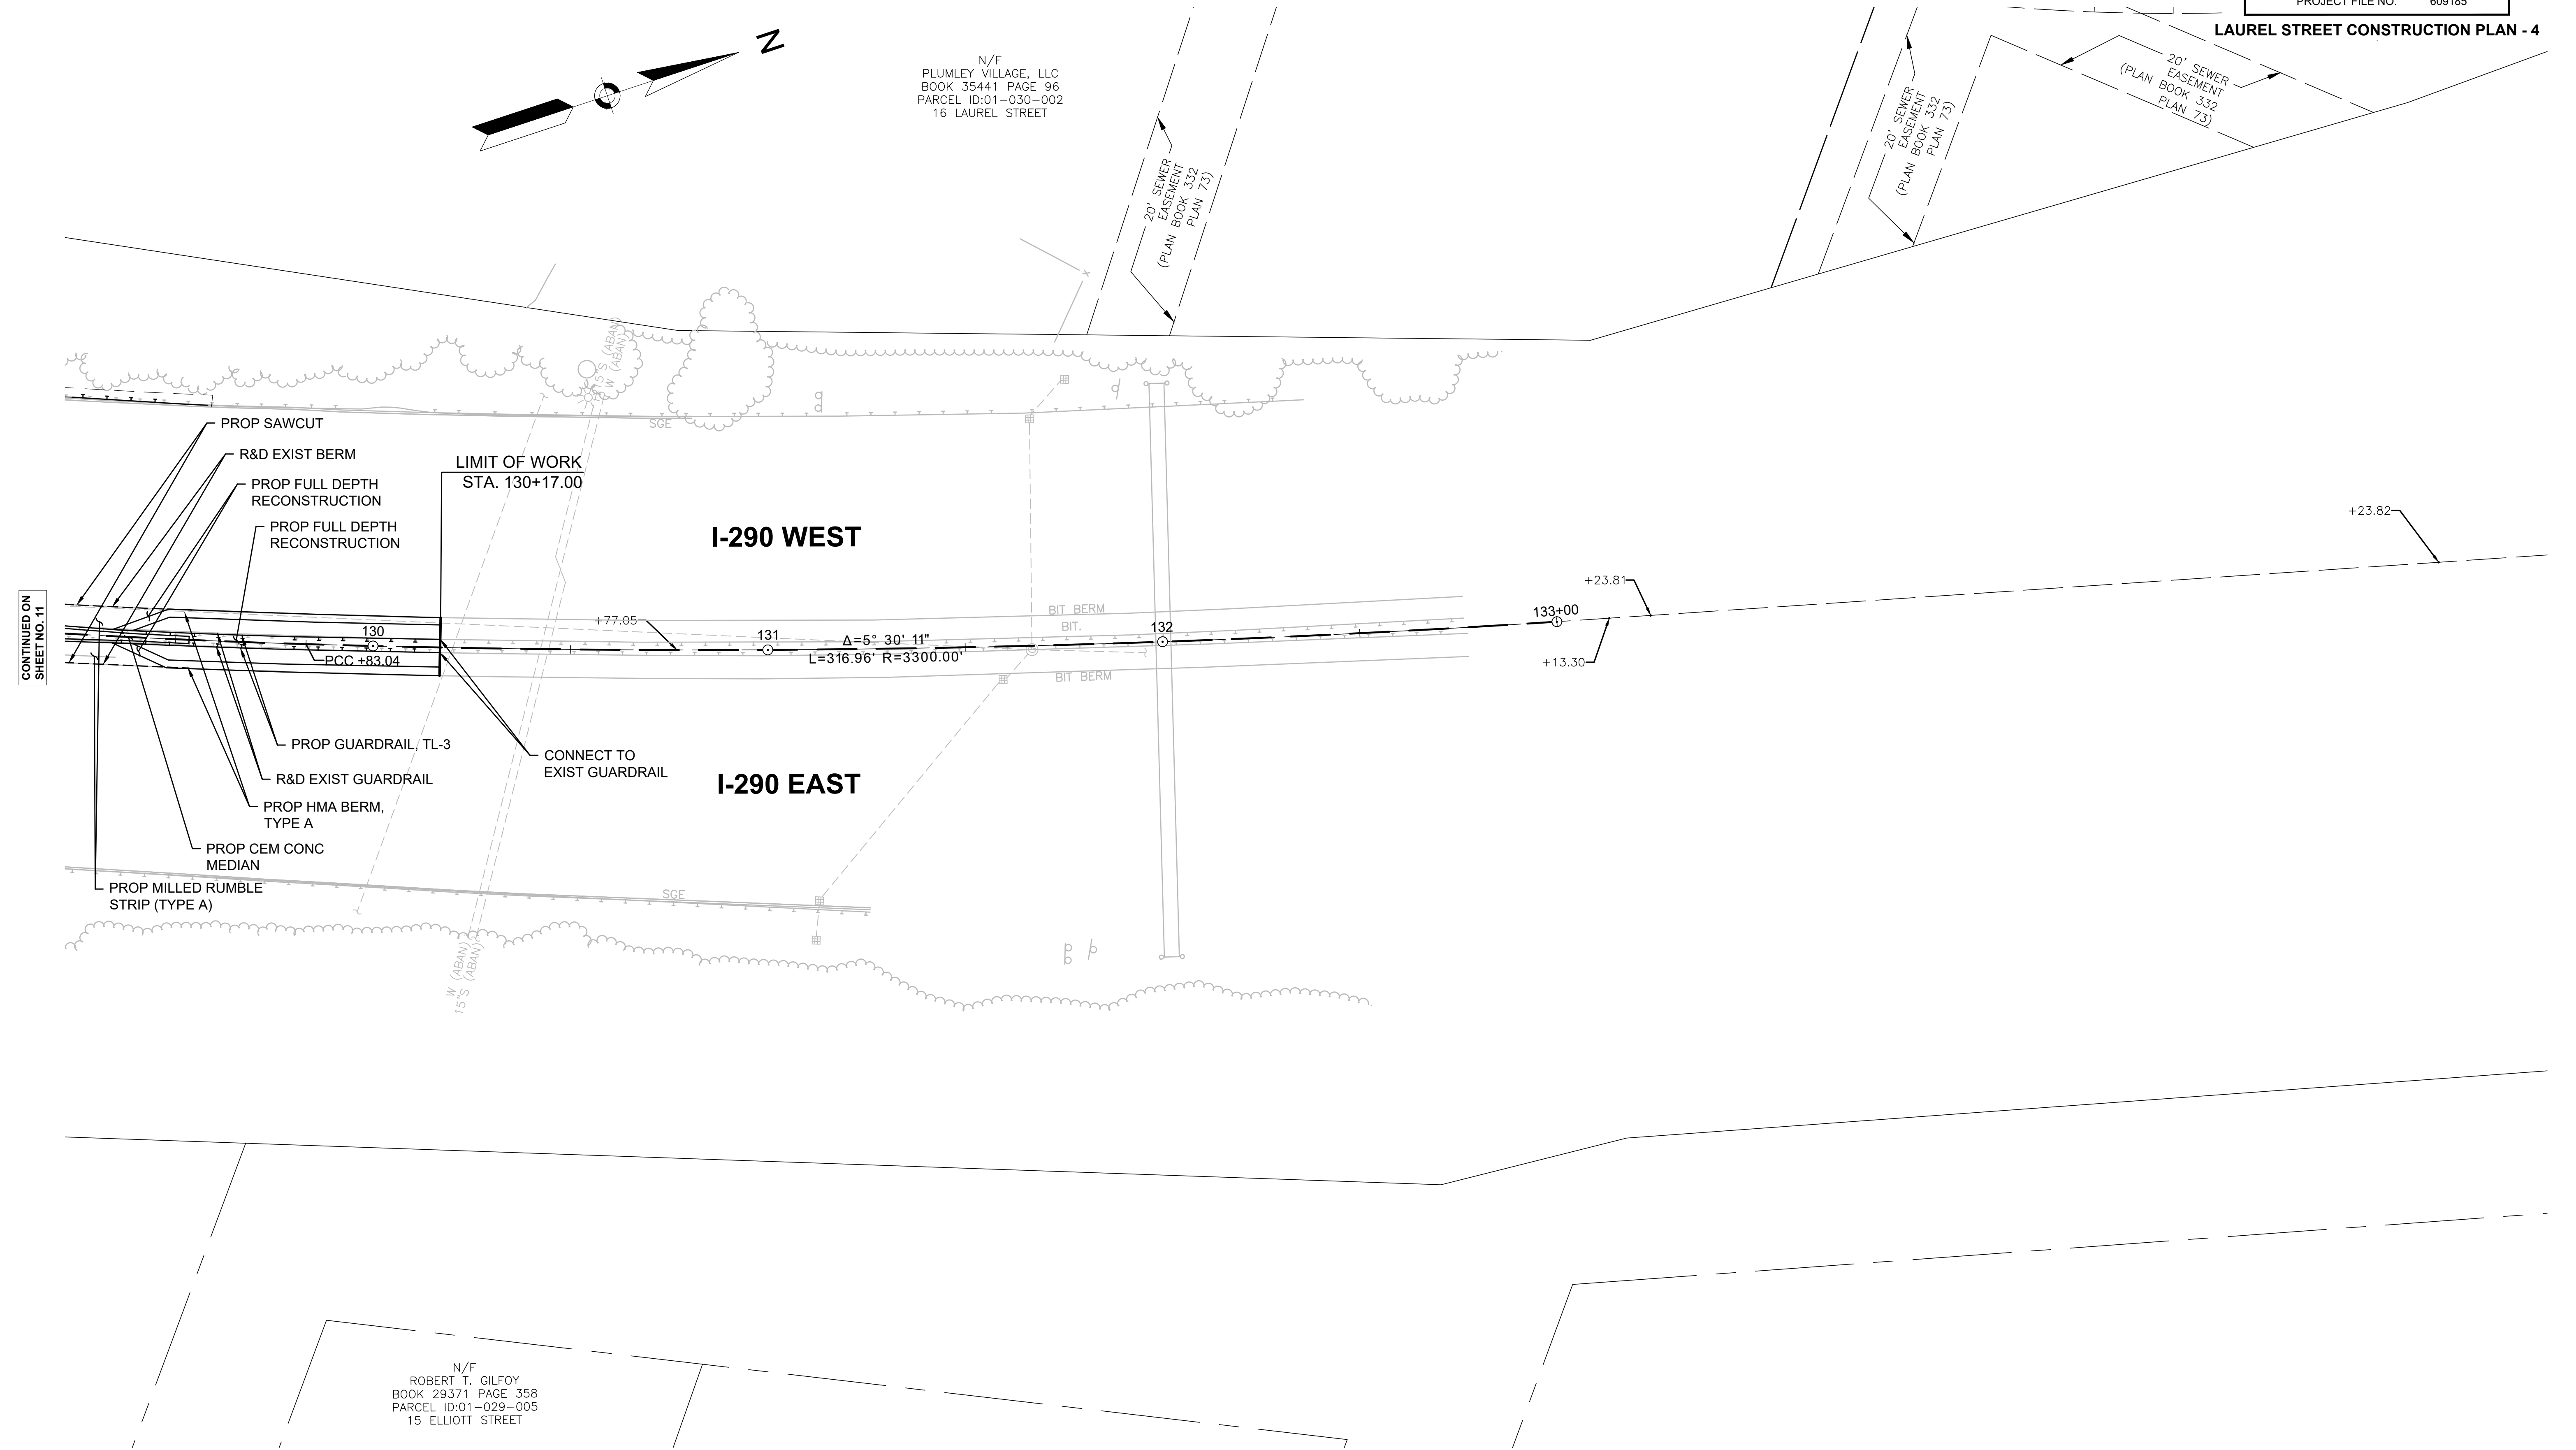 PROJECT FILE NO. 609185
LAUREL STREET CONSTRUCTION PLAN - 4
N
N/F
PLUMLEY VILLAGE, LLC
BOOK 35441 PAGE 96
PARCEL ID:01-030-002
16 LAUREL STREET
20' SEWER
EASEMENT
(PLAN BOOK 332
PLAN 73)
20' SEWER
EASEMENT
(PLAN BOOK 332
PLAN 73)
20' SEWER
EASEMENT
(PLAN BOOK 332
PLAN 73)
15"S (ABAN)
W (ABAN)
SGE
PROP SAWCUT
R&D EXIST BERM
PROP FULL DEPTH
RECONSTRUCTION
PROP FULL DEPTH
RECONSTRUCTION
LIMIT OF WORK
STA. 130+17.00
I-290 WEST
+23.82
+23.81
CONTINUED ON
SHEET NO. 11
BIT BERM
BIT.
133+00
130
+77.05
131
132
Δ=5° 30' 11"
L=316.96' R=3300.00'
PCC +83.04
+13.30
BIT BERM
PROP GUARDRAIL, TL-3
CONNECT TO
EXIST GUARDRAIL
R&D EXIST GUARDRAIL
I-290 EAST
PROP HMA BERM,
TYPE A
PROP CEM CONC
MEDIAN
PROP MILLED RUMBLE
STRIP (TYPE A)
SGE
W (ABAN)
15"S (ABAN)
N/F
ROBERT T. GILFOY
BOOK 29371 PAGE 358
PARCEL ID:01-029-005
15 ELLIOTT STREET